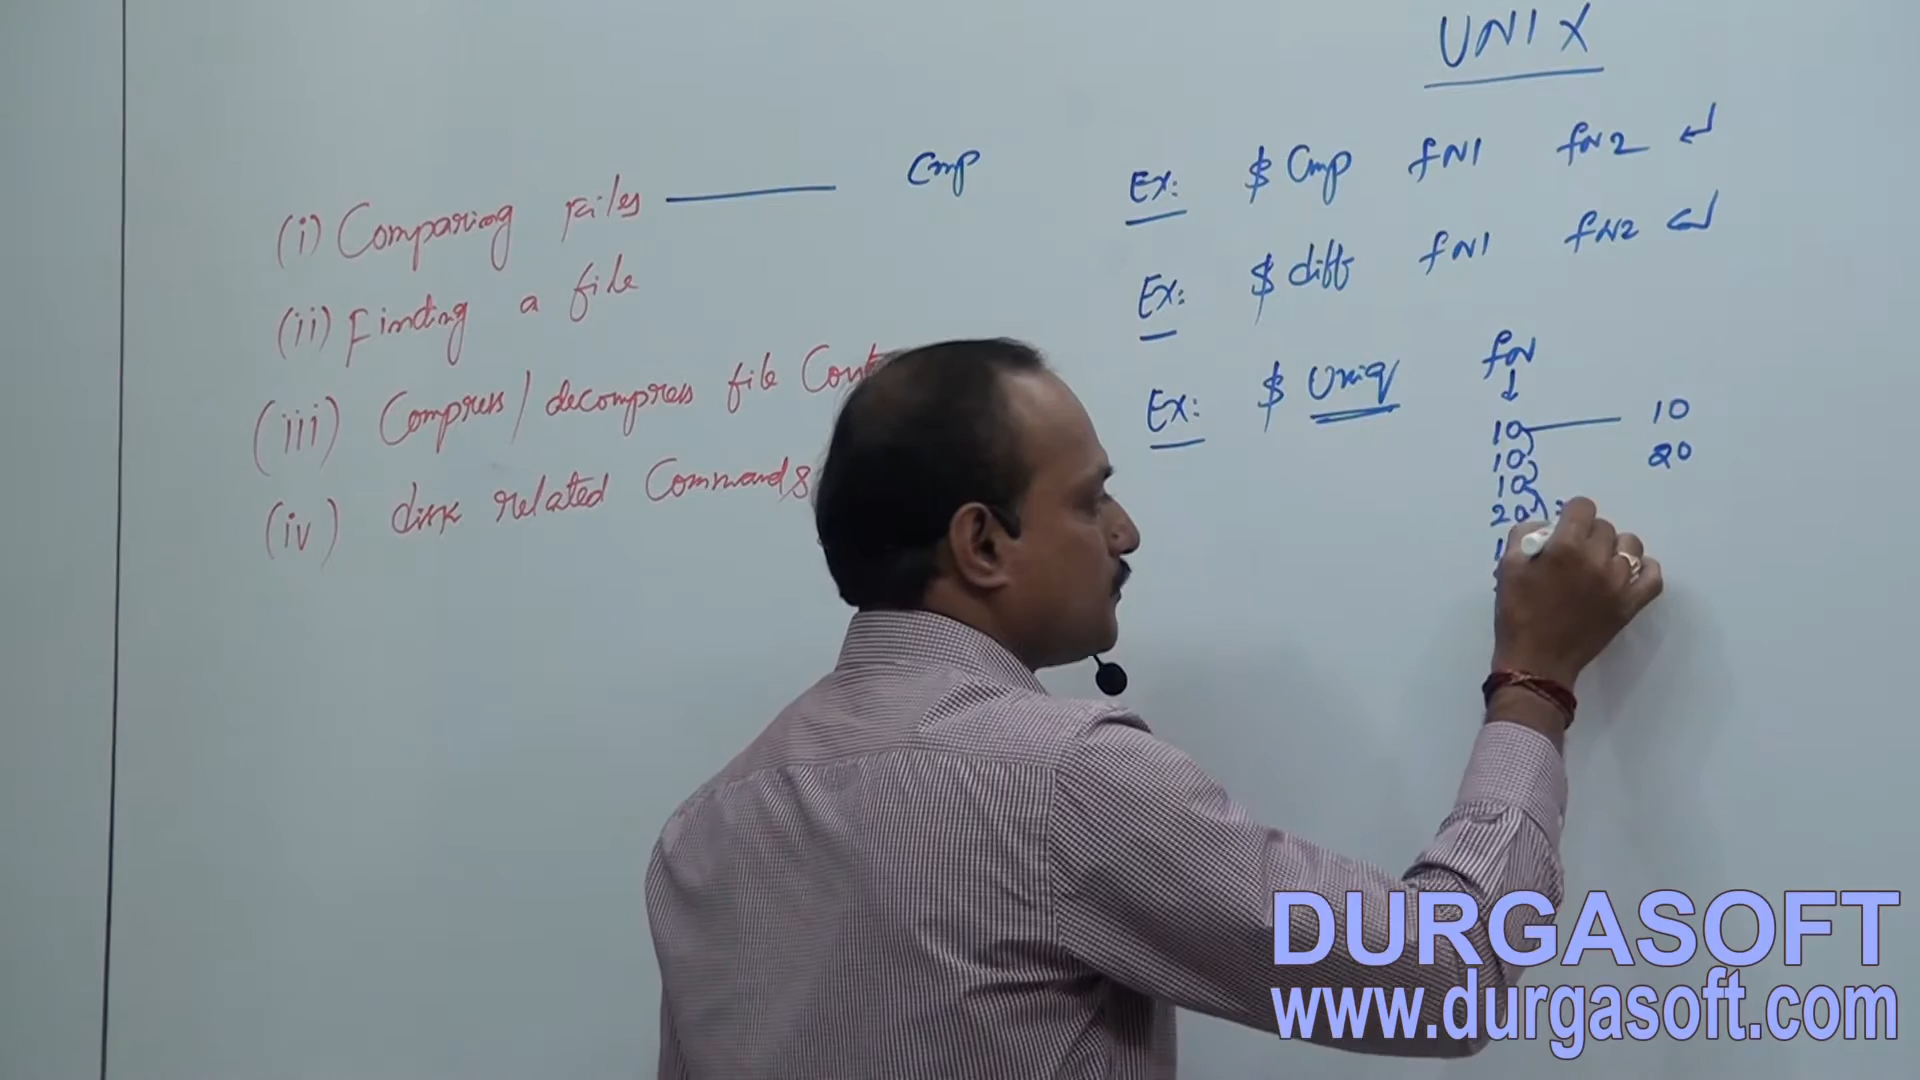 UNIX
(i) Comparing Files Cmp
(ii) Finding a file
(iii) Compress/decompress file
(iv) disk related Commands
Ex: $ Cmp fN1 fN2 ↵
Ex: $ diff fN1 fN2 ↵
Ex: $ Uniq fN
↓
10 10
10 20
10
20
DURGASOFT
www.durgasoft.com